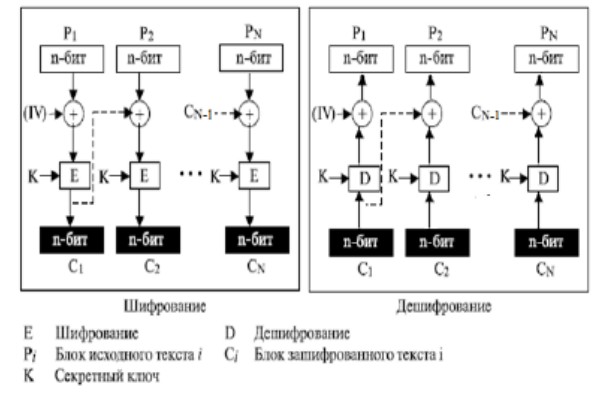 P1 P2 PN
n-бит n-бит n-бит
(IV) + + CN-1 +
K E K E ... K E
n-бит n-бит n-бит
C1 C2 CN
Шифрование
P1 P2 PN
n-бит n-бит n-бит
(IV) + + CN-1 +
K D K D ... K D
n-бит n-бит n-бит
C1 C2 CN
Дешифрование
E Шифрование D Дешифрование
Pi Блок исходного текста i Ci Блок зашифрованного текста i
K Секретный ключ